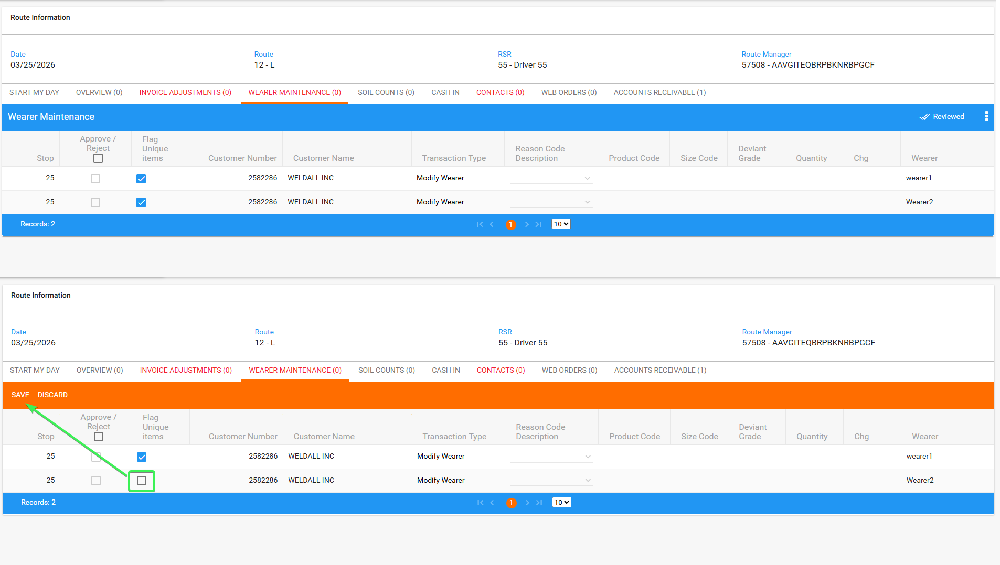 Route Information
Date Route RSR Route Manager
03/25/2026 12 - L 55 - Driver 55 57508 - AAVGITEQBRPBKNRBPGCF
START MY DAY OVERVIEW (0) INVOICE ADJUSTMENTS (0) WEARER MAINTENANCE (0) SOIL COUNTS (0) CASH IN CONTACTS (0) WEB ORDERS (0) ACCOUNTS RECEIVABLE (1)
Wearer Maintenance Reviewed
Stop Approve / Reject Flag Unique items Customer Number Customer Name Transaction Type Reason Code Description Product Code Size Code Deviant Grade Quantity Chg Wearer
25 2582286 WELDALL INC Modify Wearer wearer1
25 2582286 WELDALL INC Modify Wearer Wearer2
Records: 2 1 10
Route Information
Date Route RSR Route Manager
03/25/2026 12 - L 55 - Driver 55 57508 - AAVGITEQBRPBKNRBPGCF
START MY DAY OVERVIEW (0) INVOICE ADJUSTMENTS (0) WEARER MAINTENANCE (0) SOIL COUNTS (0) CASH IN CONTACTS (0) WEB ORDERS (0) ACCOUNTS RECEIVABLE (1)
SAVE DISCARD
Stop Approve / Reject Flag Unique items Customer Number Customer Name Transaction Type Reason Code Description Product Code Size Code Deviant Grade Quantity Chg Wearer
25 2582286 WELDALL INC Modify Wearer wearer1
25 2582286 WELDALL INC Modify Wearer Wearer2
Records: 2 1 10